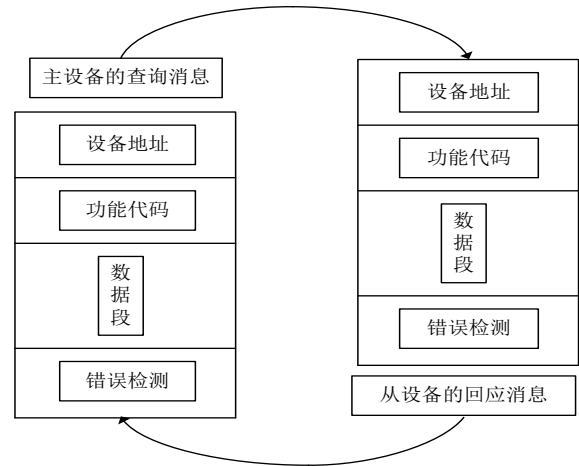 主设备的查询消息
设备地址
功能代码
数
据
段
错误检测
设备地址
功能代码
数
据
段
错误检测
从设备的回应消息